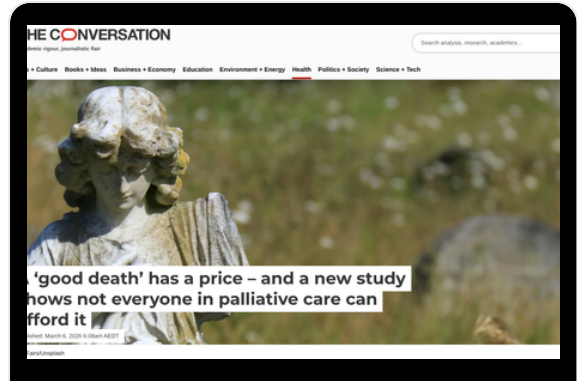 HE CONVERSATION
demic rigour, journalistic flair
Search analysis, research, academics...
+ Culture Books + Ideas Business + Economy Education Environment + Energy Health Politics + Society Science + Tech
‘good death’ has a price – and a new study
hows not everyone in palliative care can
fford it
lished: March 6, 2026 6:08am AEDT
Fairs/Unsplash